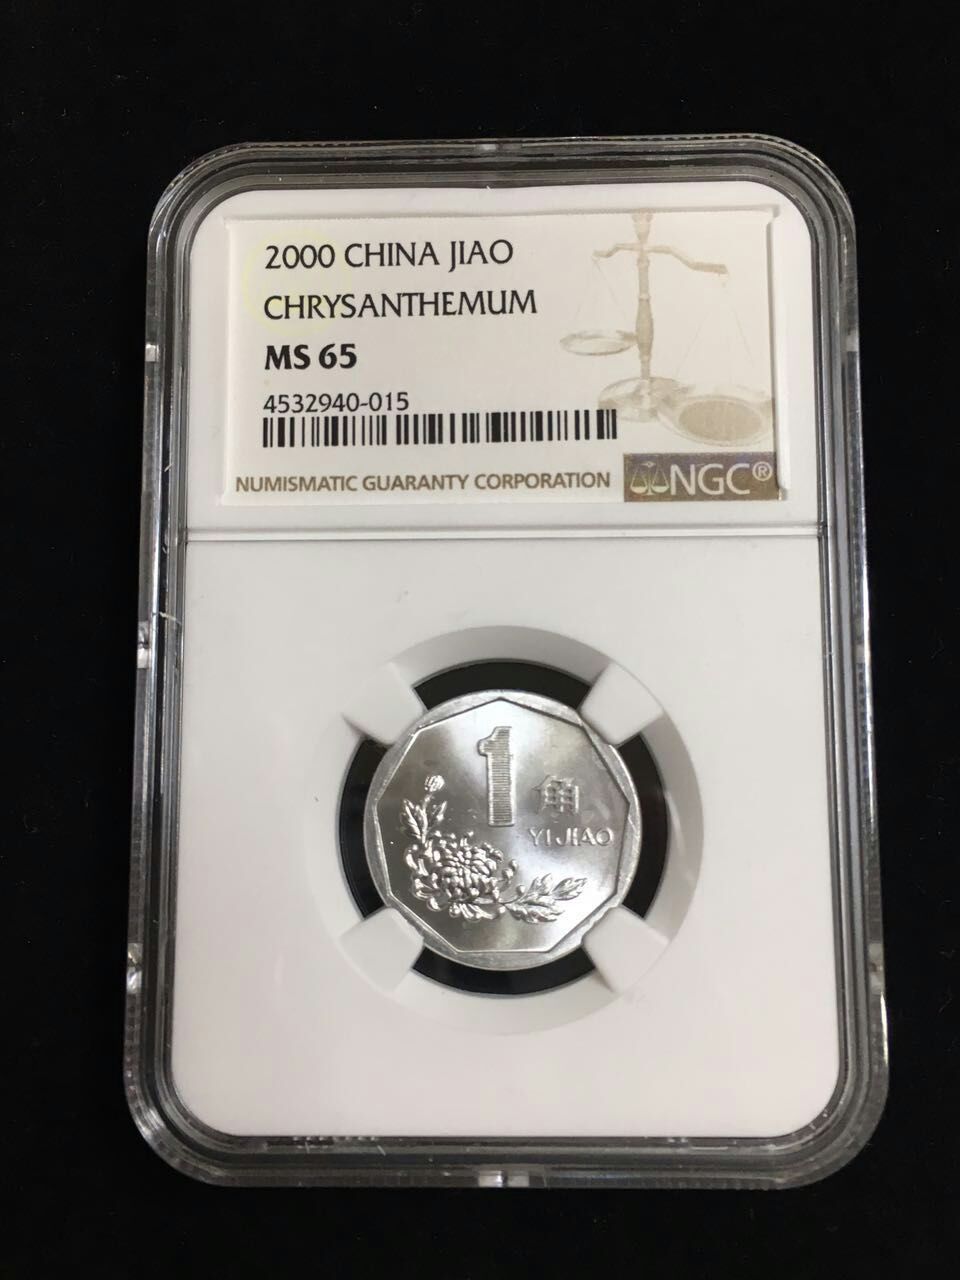 2000 CHINA JIAO
CHRYSANTHEMUM
MS 65
4532940-015
NUMISMATIC GUARANTY CORPORATION NGC®
1 角
YI JIAO